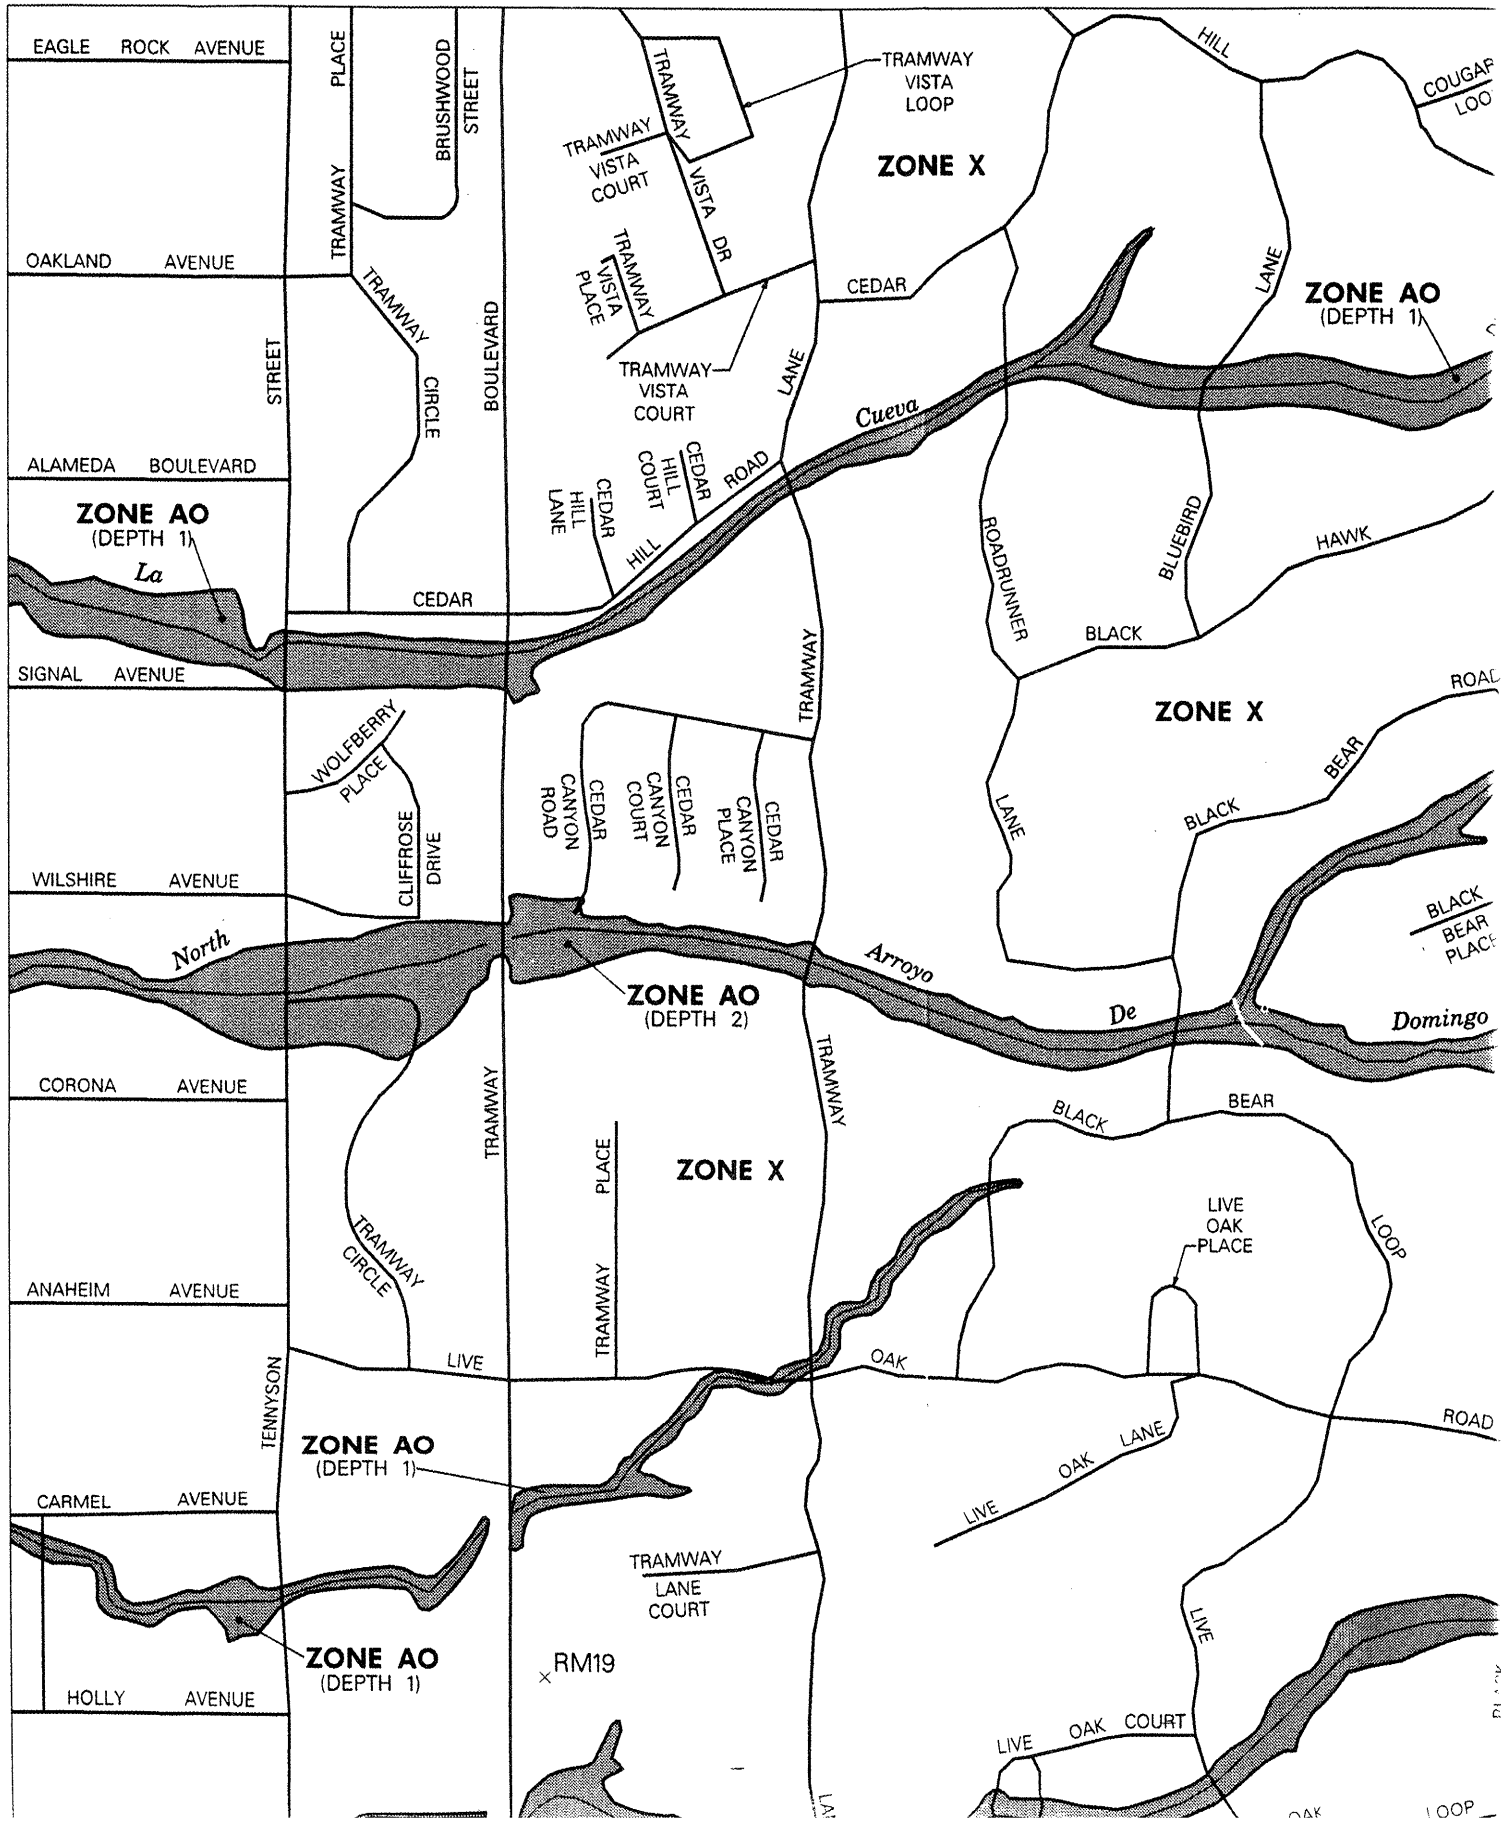 EAGLE ROCK AVENUE
TRAMWAY PLACE
BRUSHWOOD
STREET
TRAMWAY
TRAMWAY
VISTA
LOOP
HILL
COUGAR
TRAMWAY
VISTA
COURT
VISTA DR
ZONE X
OAKLAND AVENUE
TRAMWAY
CIRCLE
TRAMWAY
VISTA
PLACE
CEDAR
LANE
ZONE AO
(DEPTH 1)
STREET
BOULEVARD
TRAMWAY
VISTA
COURT
LANE
Cueva
ALAMEDA BOULEVARD
CEDAR
HILL
COURT
ROAD
CEDAR
HILL
LANE
HILL
ZONE AO
(DEPTH 1)
La
ROADRUNNER
BLUEBIRD
HAWK
CEDAR
BLACK
TRAMWAY
SIGNAL AVENUE
ROAD
WOLFBERRY
PLACE
ZONE X
BEAR
CEDAR
CANYON
ROAD
CEDAR
CANYON
COURT
CEDAR
CANYON
PLACE
LANE
BLACK
CLIFFROSE
DRIVE
WILSHIRE AVENUE
BLACK
BEAR
PLACE
North
Arroyo
ZONE AO
(DEPTH 2)
De
Domingo
CORONA AVENUE
TRAMWAY
TRAMWAY
BLACK
BEAR
TRAMWAY PLACE
ZONE X
LIVE
OAK
PLACE
LOOP
TRAMWAY
CIRCLE
ANAHEIM AVENUE
LIVE
OAK
TENNYSON
ROAD
ZONE AO
(DEPTH 1)
LIVE OAK LANE
CARMEL AVENUE
TRAMWAY
LANE
COURT
LIVE
ZONE AO
(DEPTH 1)
RM19
HOLLY AVENUE
LIVE OAK COURT
OAK LOOP